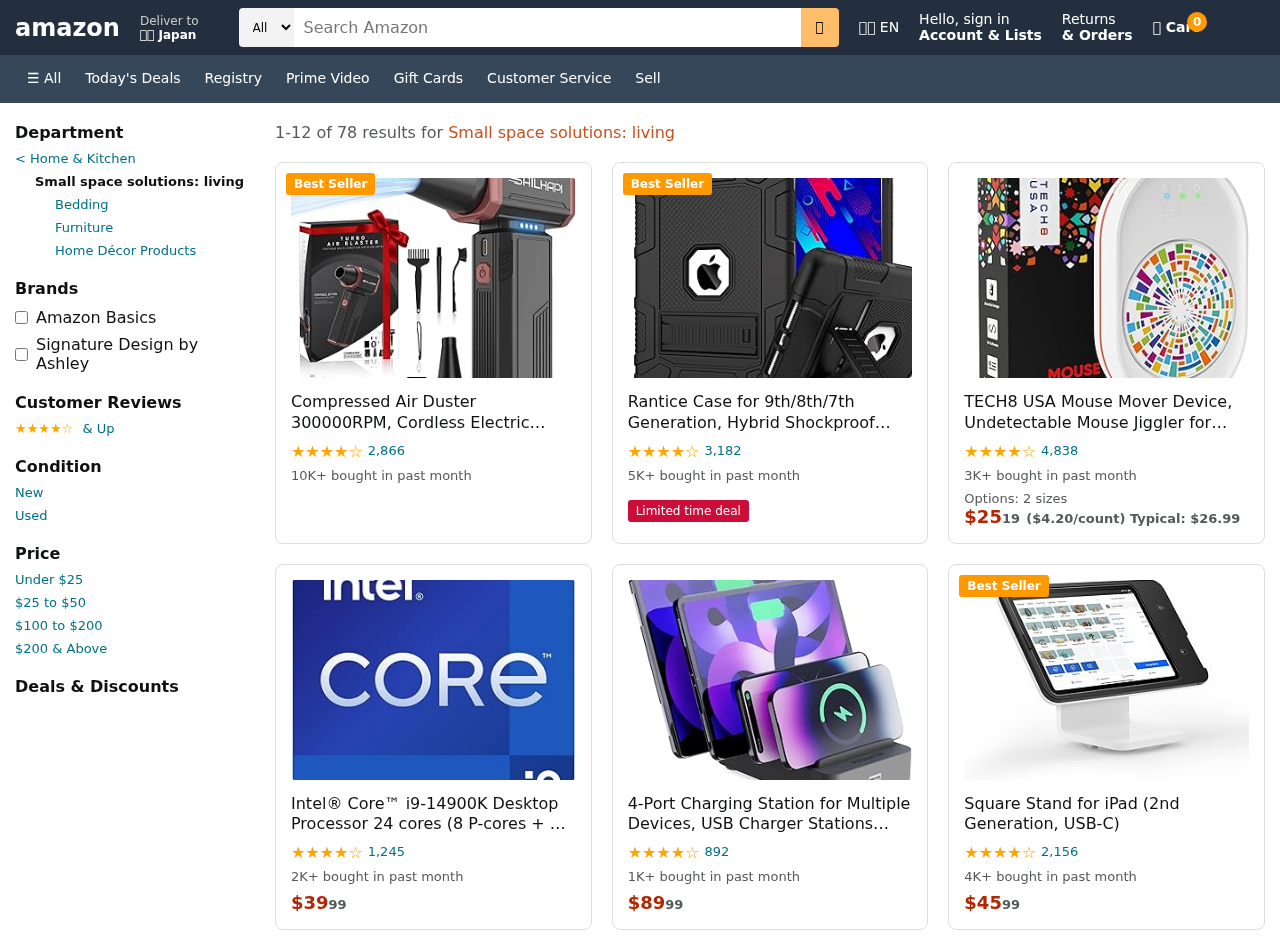 amazon
Deliver to
Japan
All
Search Amazon
EN
Hello, sign in
Account & Lists
Returns
& Orders
0
☰ All
Today's Deals
Registry
Prime Video
Gift Cards
Customer Service
Sell
Department
< Home & Kitchen
Small space solutions: living
Bedding
Furniture
Home Décor Products
Brands
Amazon Basics
Signature Design by
Ashley
Customer Reviews
★★★★☆ & Up
Condition
New
Used
Price
Under $25
$25 to $50
$100 to $200
$200 & Above
Deals & Discounts
1-12 of 78 results for Small space solutions: living
Best Seller
SHILHAPI
TURBO
AIR BLASTER
Compressed Air Duster
300000RPM, Cordless Electric…
★★★★☆ 2,866
10K+ bought in past month
Best Seller
Rantice Case for 9th/8th/7th
Generation, Hybrid Shockproof…
★★★★☆ 3,182
5K+ bought in past month
Limited time deal
TECH8
USA
MOUSE
TECH8 USA Mouse Mover Device,
Undetectable Mouse Jiggler for…
★★★★☆ 4,838
3K+ bought in past month
Options: 2 sizes
$25 19 ($4.20/count) Typical: $26.99
intel®
CORE™
i9
Intel® Core™ i9-14900K Desktop
Processor 24 cores (8 P-cores + …
★★★★☆ 1,245
2K+ bought in past month
$39 99
4-Port Charging Station for Multiple
Devices, USB Charger Stations…
★★★★☆ 892
1K+ bought in past month
$89 99
Best Seller
Square Stand for iPad (2nd
Generation, USB-C)
★★★★☆ 2,156
4K+ bought in past month
$45 99